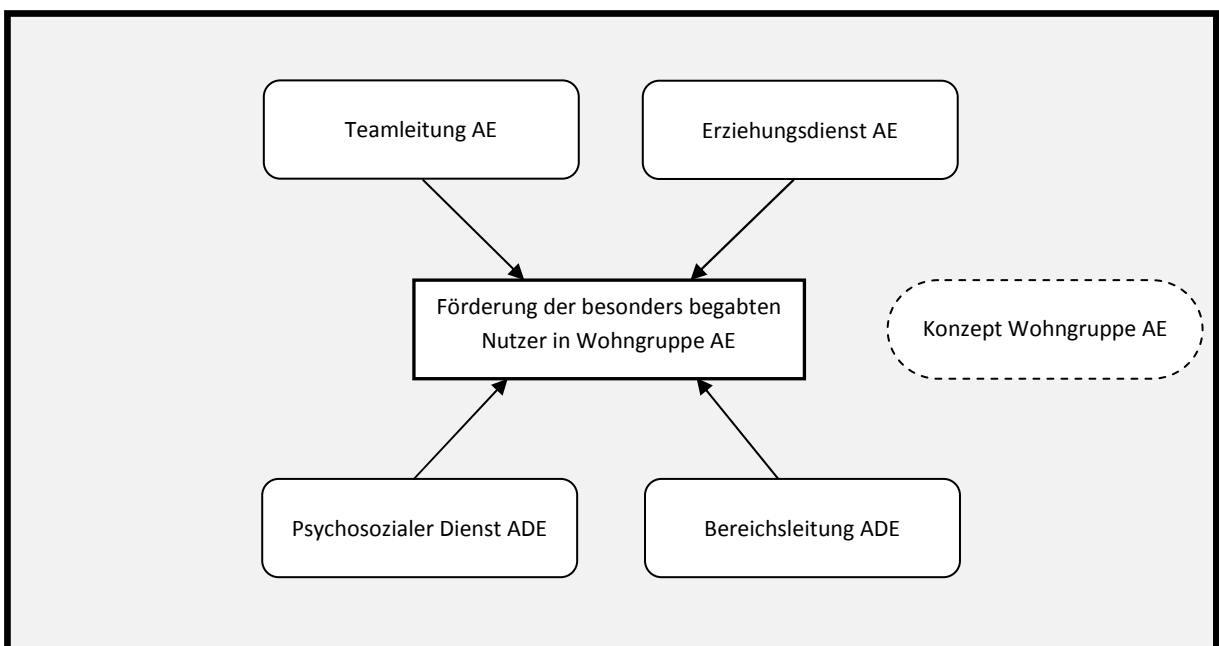 Teamleitung AE
Erziehungsdienst AE
Förderung der besonders begabten
Nutzer in Wohngruppe AE
Konzept Wohngruppe AE
Psychosozialer Dienst ADE
Bereichsleitung ADE